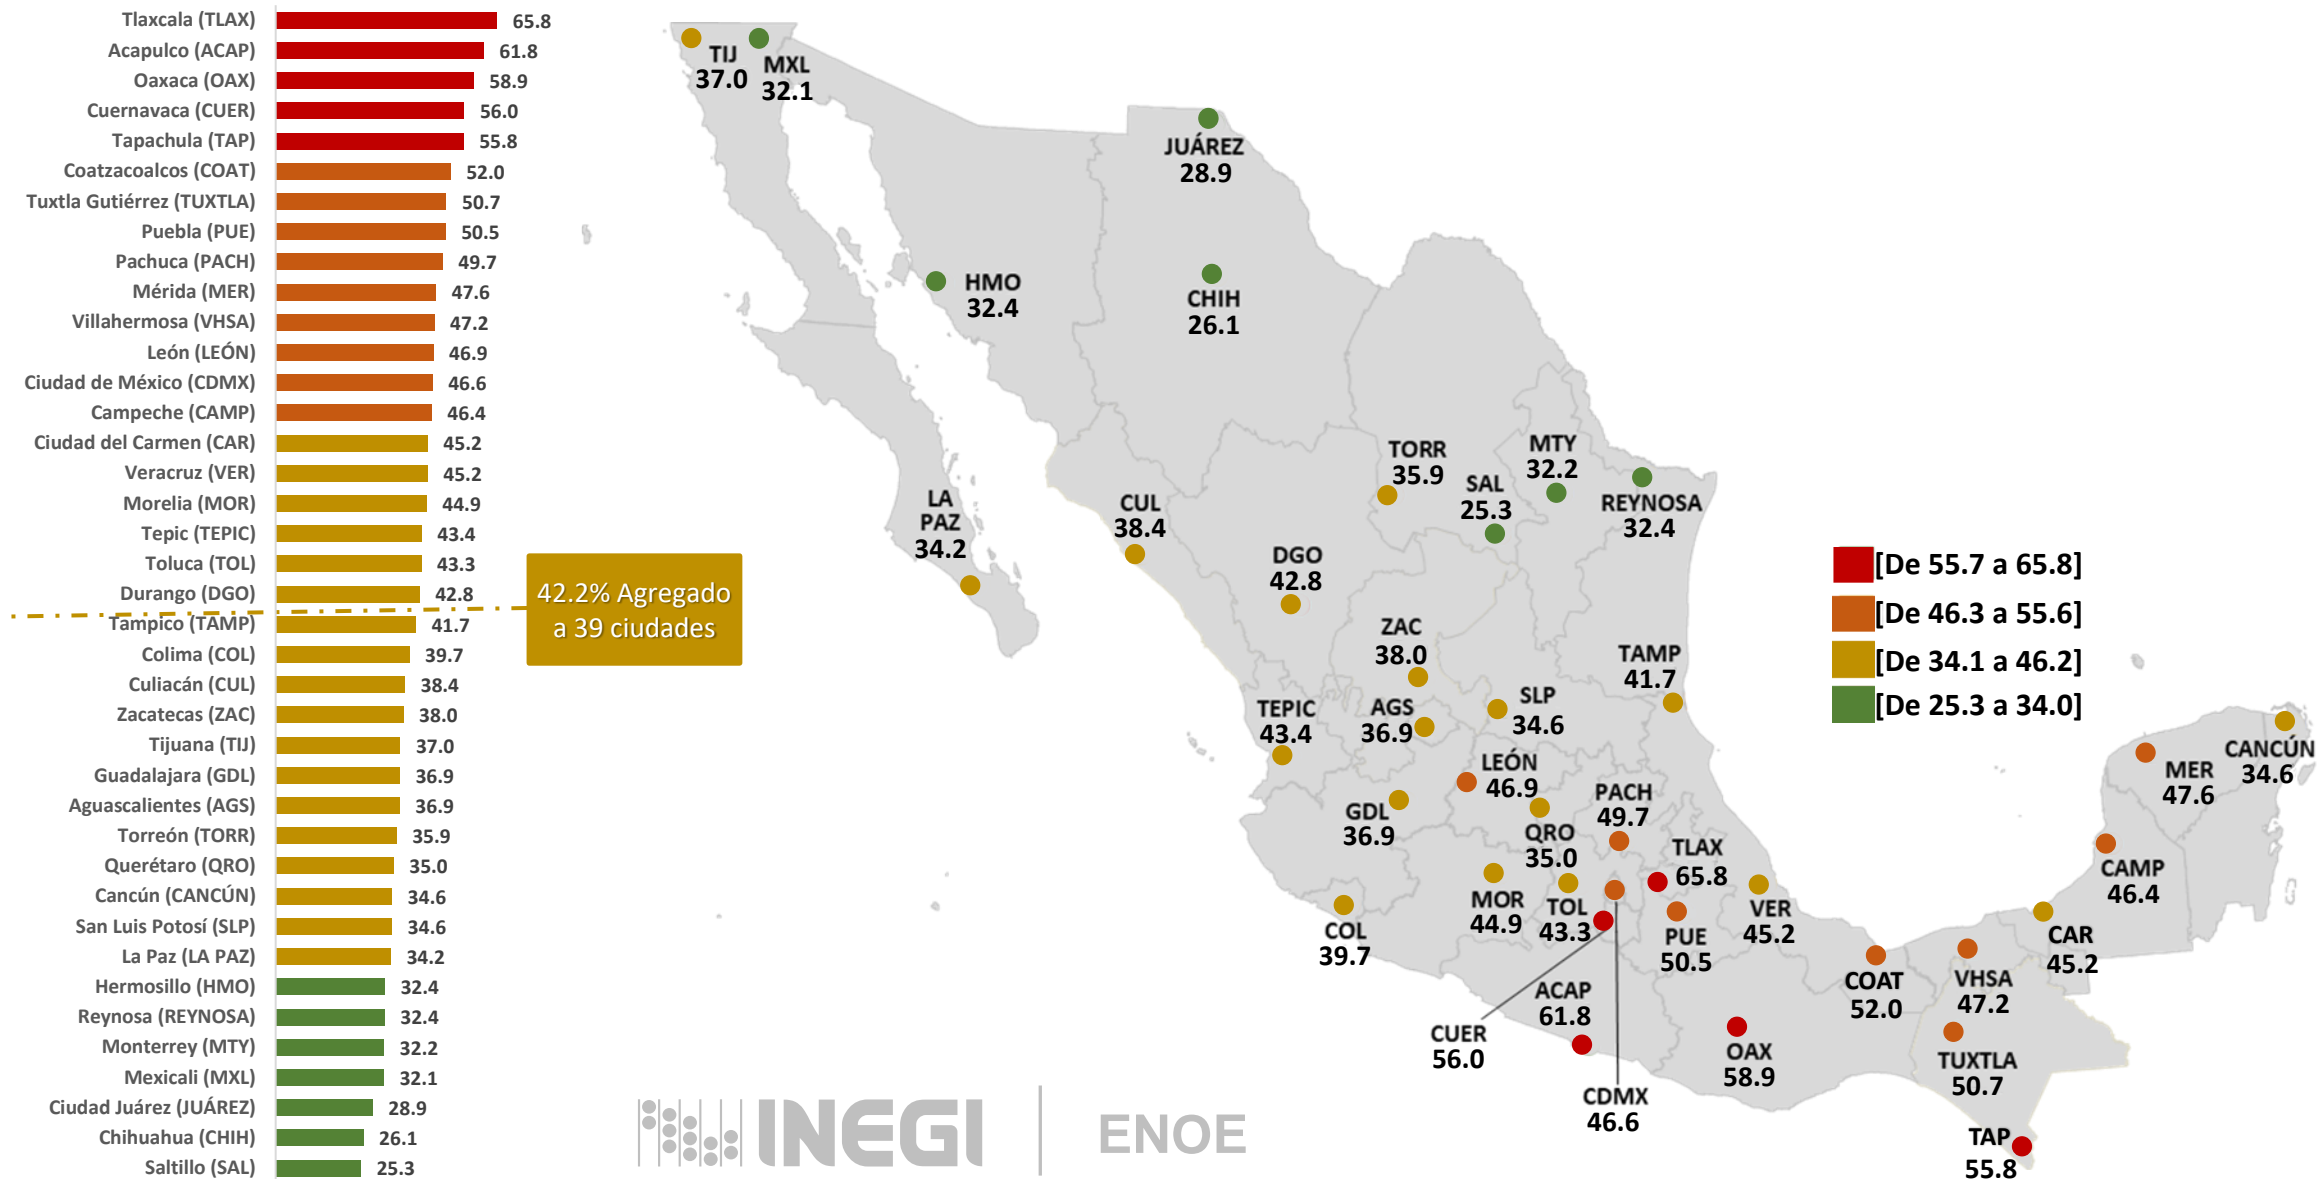 Tlaxcala (TLAX) 65.8
Acapulco (ACAP) 61.8
Oaxaca (OAX) 58.9
Cuernavaca (CUER) 56.0
Tapachula (TAP) 55.8
Coatzacoalcos (COAT) 52.0
Tuxtla Gutiérrez (TUXTLA) 50.7
Puebla (PUE) 50.5
Pachuca (PACH) 49.7
Mérida (MER) 47.6
Villahermosa (VHSA) 47.2
León (LEÓN) 46.9
Ciudad de México (CDMX) 46.6
Campeche (CAMP) 46.4
Ciudad del Carmen (CAR) 45.2
Veracruz (VER) 45.2
Morelia (MOR) 44.9
Tepic (TEPIC) 43.4
Toluca (TOL) 43.3
Durango (DGO) 42.8
Tampico (TAMP) 41.7
Colima (COL) 39.7
Culiacán (CUL) 38.4
Zacatecas (ZAC) 38.0
Tijuana (TIJ) 37.0
Guadalajara (GDL) 36.9
Aguascalientes (AGS) 36.9
Torreón (TORR) 35.9
Querétaro (QRO) 35.0
Cancún (CANCÚN) 34.6
San Luis Potosí (SLP) 34.6
La Paz (LA PAZ) 34.2
Hermosillo (HMO) 32.4
Reynosa (REYNOSA) 32.4
Monterrey (MTY) 32.2
Mexicali (MXL) 32.1
Ciudad Juárez (JUÁREZ) 28.9
Chihuahua (CHIH) 26.1
Saltillo (SAL) 25.3
42.2% Agregado
a 39 ciudades
TIJ
37.0
MXL
32.1
JUÁREZ
28.9
HMO
32.4
CHIH
26.1
LA
PAZ
34.2
CUL
38.4
TORR
35.9
SAL
25.3
MTY
32.2
REYNOSA
32.4
DGO
42.8
ZAC
38.0
TAMP
41.7
TEPIC
43.4
AGS
36.9
SLP
34.6
LEÓN
46.9
GDL
36.9
QRO
35.0
PACH
49.7
TLAX
65.8
COL
39.7
MOR
44.9
TOL
43.3
PUE
50.5
VER
45.2
CUER
56.0
ACAP
61.8
CDMX
46.6
OAX
58.9
COAT
52.0
VHSA
47.2
TUXTLA
50.7
TAP
55.8
CAR
45.2
CAMP
46.4
MER
47.6
CANCÚN
34.6
[De 55.7 a 65.8]
[De 46.3 a 55.6]
[De 34.1 a 46.2]
[De 25.3 a 34.0]
INEGI
ENOE